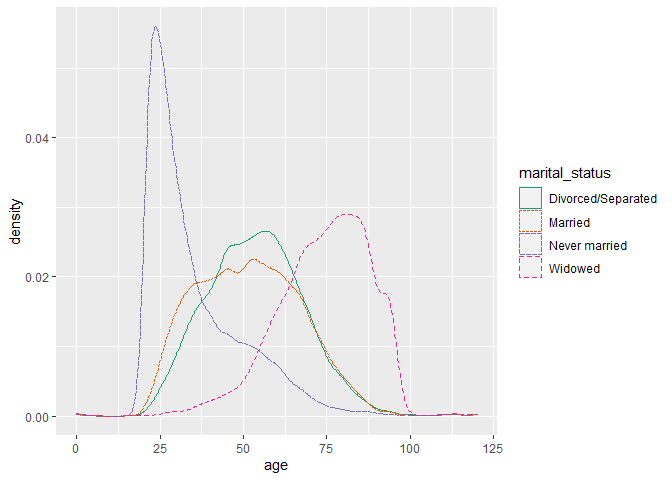 0.04
0.02
0.00
density
0
25
50
75
100
125
age
marital_status
Divorced/Separated
Married
Never married
Widowed